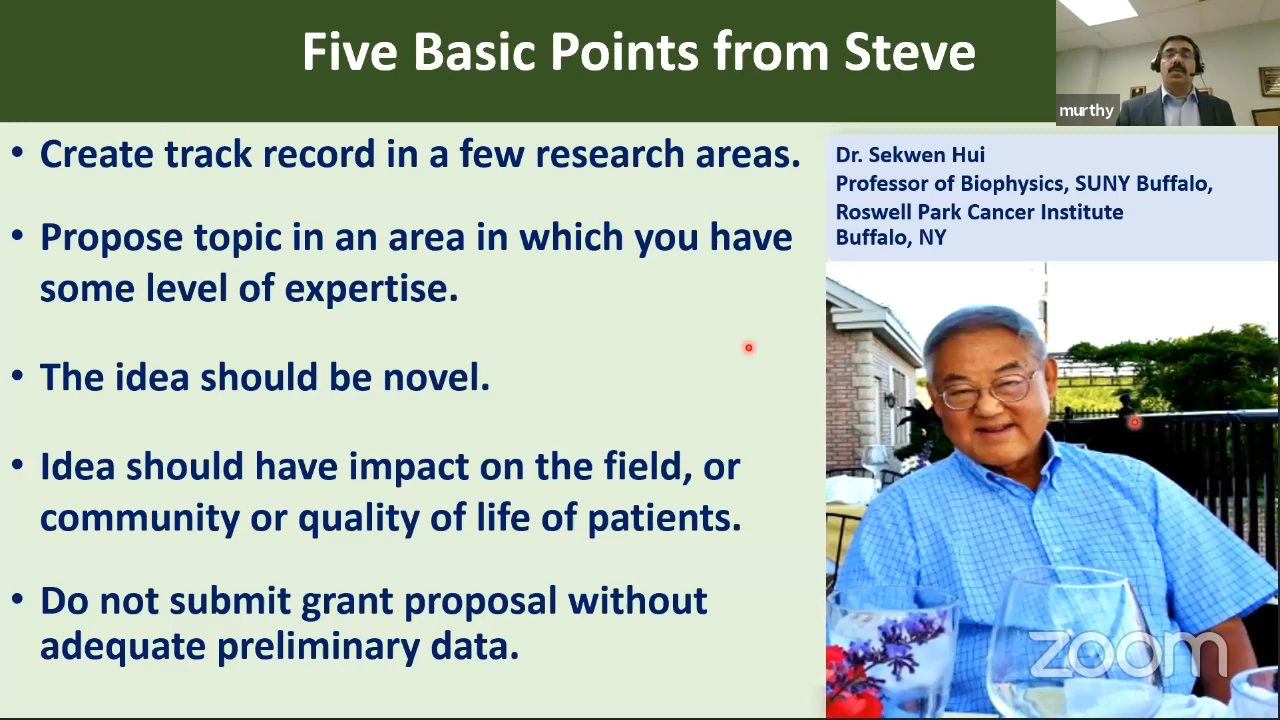 Five Basic Points from Steve
murthy
• Create track record in a few research areas.
• Propose topic in an area in which you have
some level of expertise.
• The idea should be novel.
• Idea should have impact on the field, or
community or quality of life of patients.
• Do not submit grant proposal without
adequate preliminary data.
Dr. Sekwen Hui
Professor of Biophysics, SUNY Buffalo,
Roswell Park Cancer Institute
Buffalo, NY
zoom